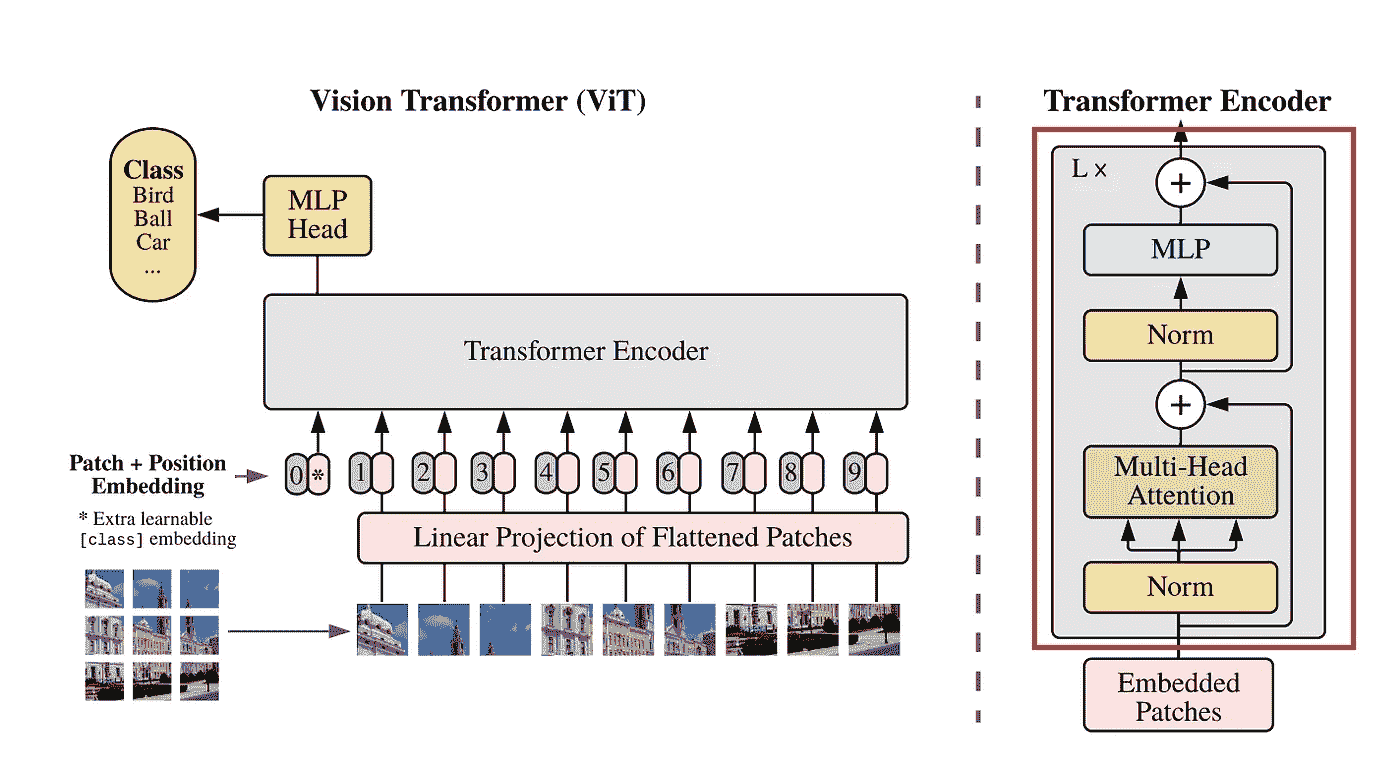 Vision Transformer (ViT)
Class
Bird
Ball
Car
...
MLP
Head
Transformer Encoder
Patch + Position
Embedding
* Extra learnable
[class] embedding
0 * 1 2 3 4 5 6 7 8 9
Linear Projection of Flattened Patches
Transformer Encoder
L x
+
MLP
Norm
+
Multi-Head
Attention
Norm
Embedded
Patches